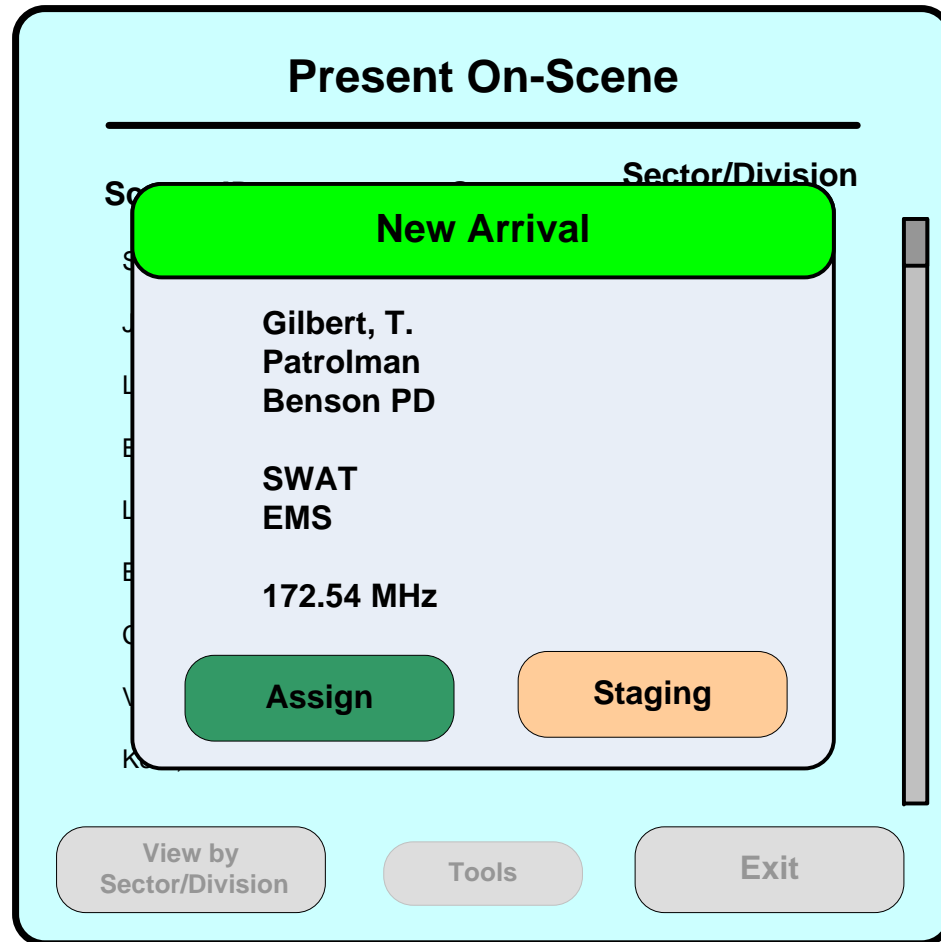 Present On-Scene
Sector/Division
New Arrival
Gilbert, T.
Patrolman
Benson PD
SWAT
EMS
172.54 MHz
Assign
Staging
View by
Sector/Division
Tools
Exit